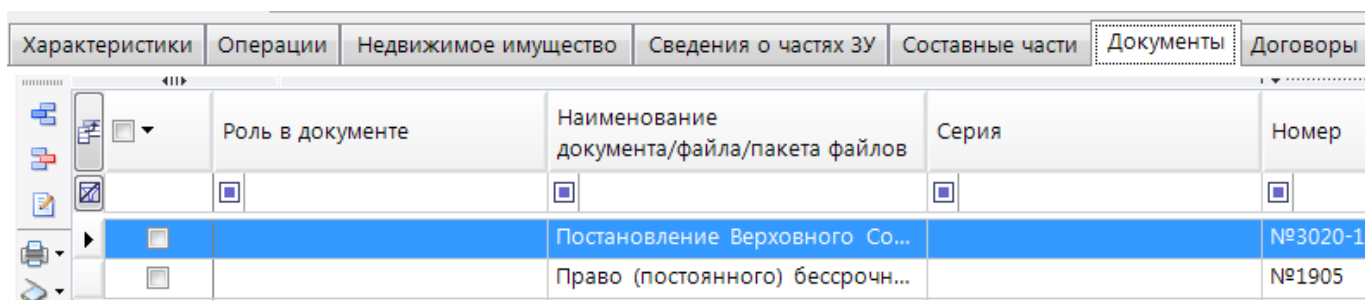 Характеристики Операции Недвижимое имущество Сведения о частях ЗУ Составные части Документы Договоры
Роль в документе Наименование документа/файла/пакета файлов Серия Номер
Постановление Верховного Со... №3020-1
Право (постоянного) бессрочн... №1905